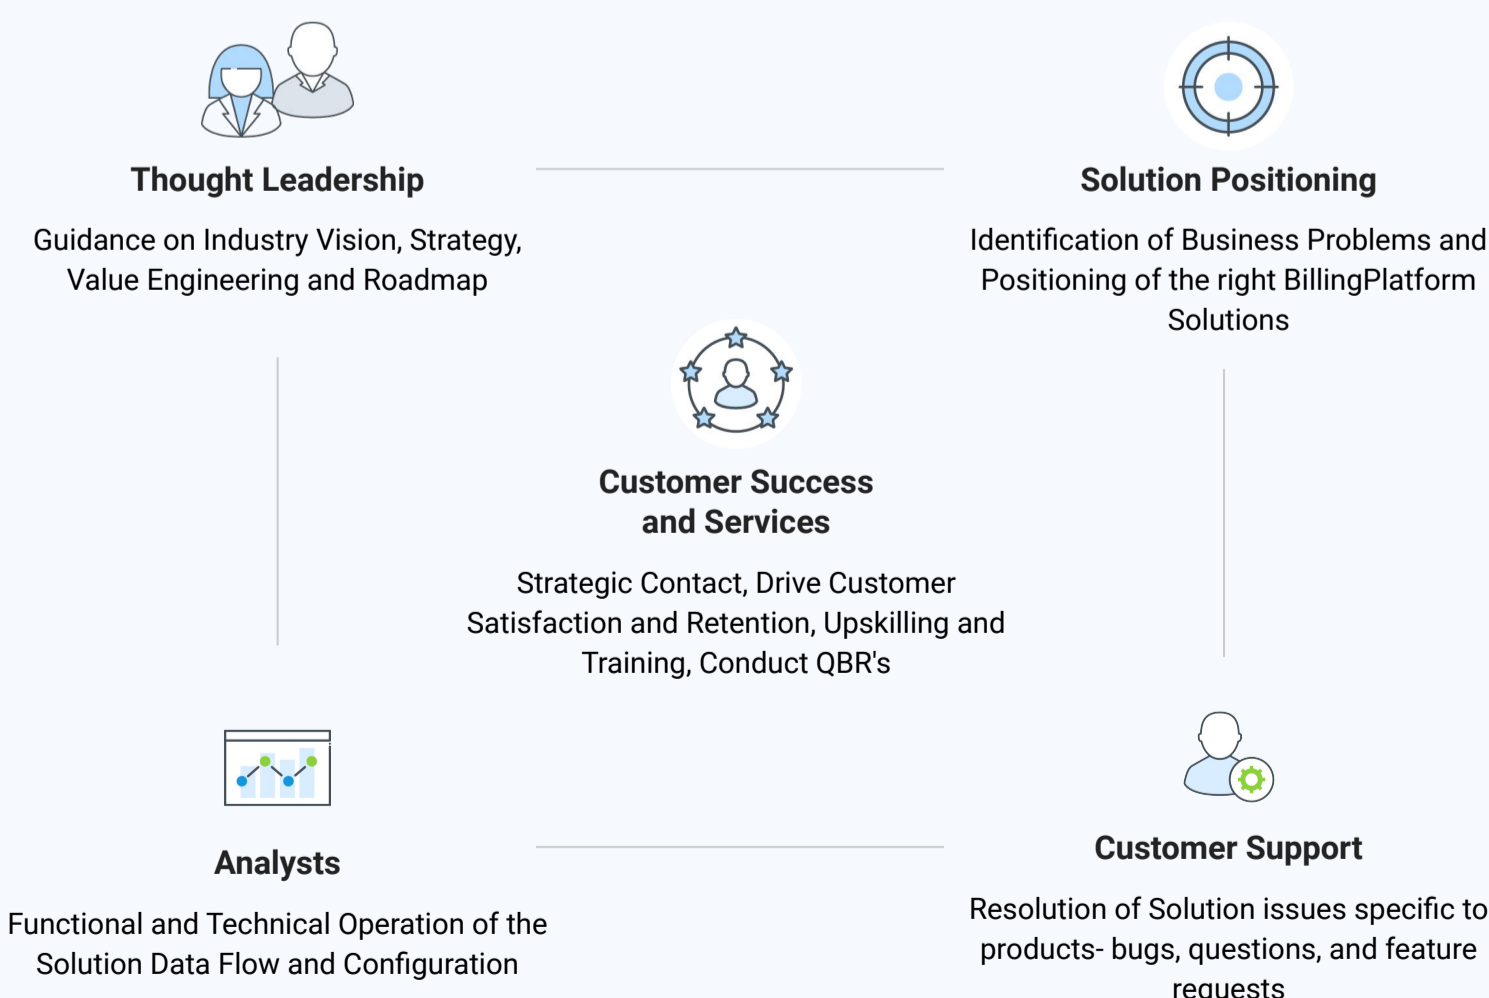 Thought Leadership
Guidance on Industry Vision, Strategy,
Value Engineering and Roadmap
Solution Positioning
Identification of Business Problems and
Positioning of the right BillingPlatform
Solutions
Customer Success
and Services
Strategic Contact, Drive Customer
Satisfaction and Retention, Upskilling and
Training, Conduct QBR's
Analysts
Functional and Technical Operation of the
Solution Data Flow and Configuration
Customer Support
Resolution of Solution issues specific to
products- bugs, questions, and feature
requests